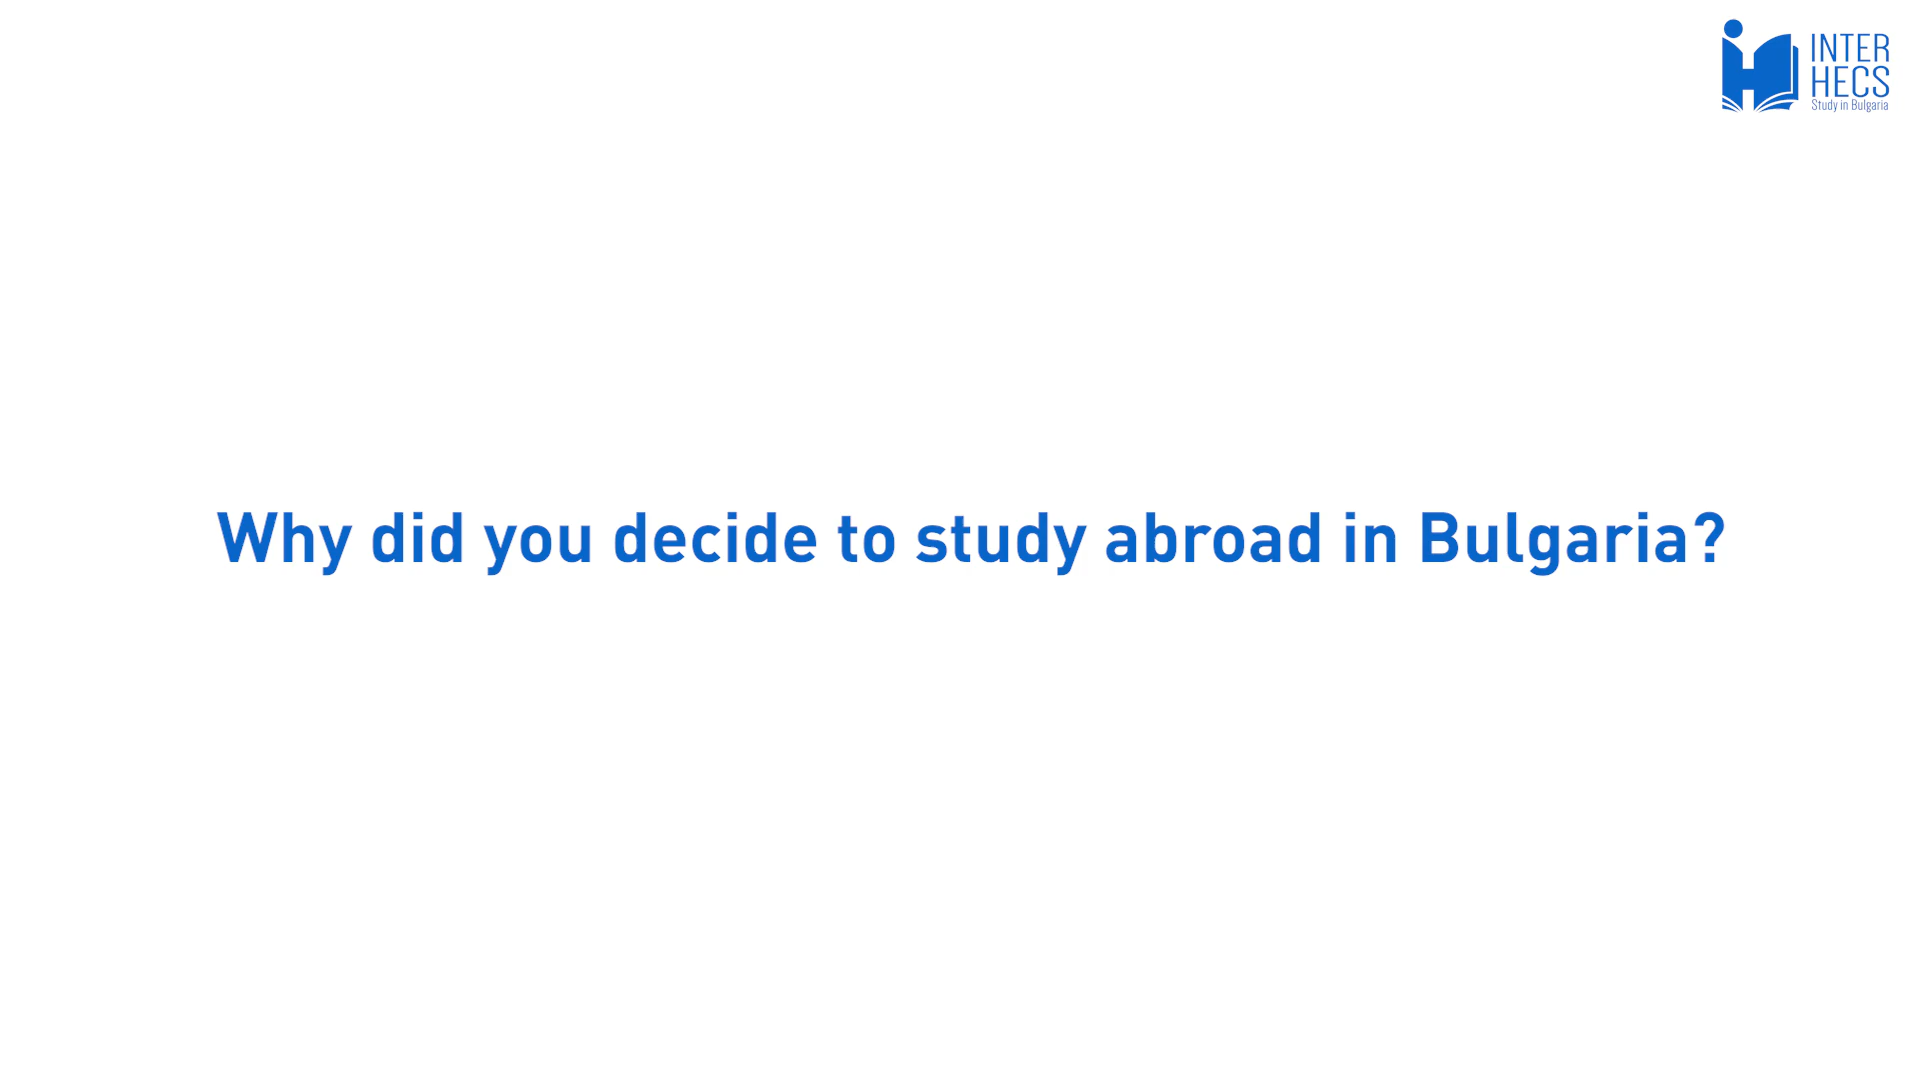 INTER
HECS
Study in Bulgaria
Why did you decide to study abroad in Bulgaria?